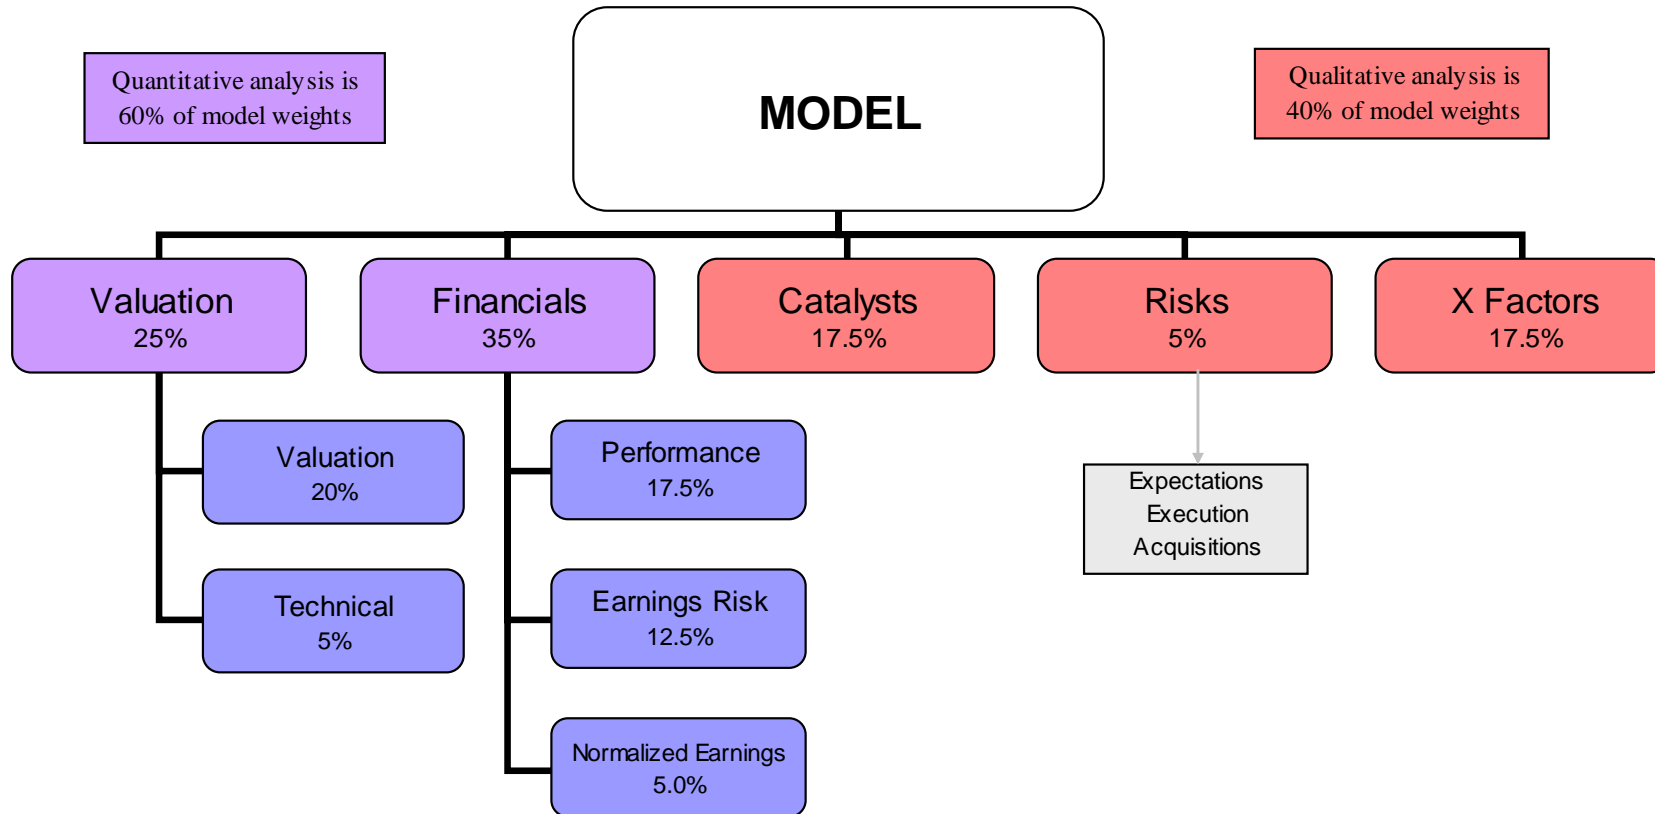 Quantitative analysis is
60% of model weights
MODEL
Qualitative analysis is
40% of model weights
Valuation
25%
Financials
35%
Catalysts
17.5%
Risks
5%
X Factors
17.5%
Valuation
20%
Technical
5%
Performance
17.5%
Earnings Risk
12.5%
Normalized Earnings
5.0%
Expectations
Execution
Acquisitions